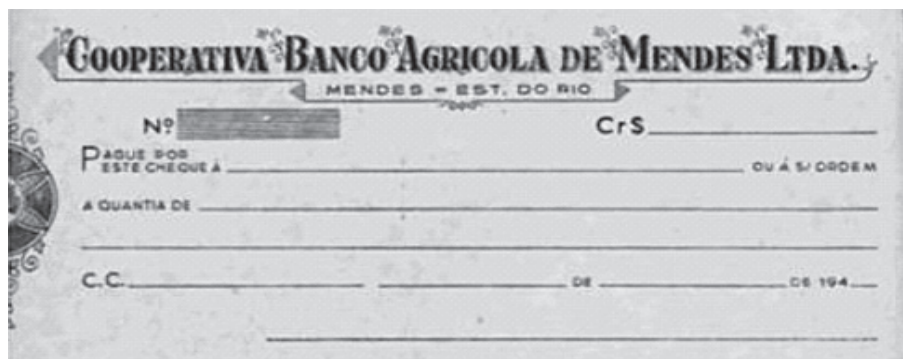 COOPERATIVA BANCO AGRICOLA DE MENDES LTDA.
MENDES - EST. DO RIO
Nº Cr$
PAGUE POR ESTE CHEQUE Á OU Á S/ ORDEM
A QUANTIA DE
C.C. DE DE 194